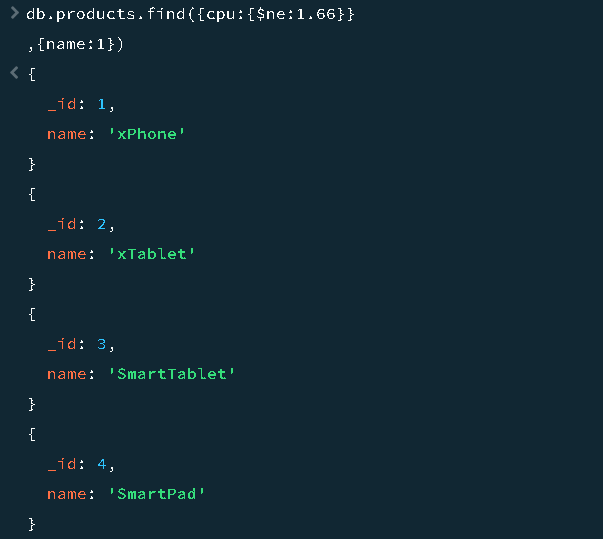 > db.products.find({cpu:{$ne:1.66}}
,{name:1})
< {
_id: 1,
name: 'xPhone'
}
{
_id: 2,
name: 'xTablet'
}
{
_id: 3,
name: 'SmartTablet'
}
{
_id: 4,
name: 'SmartPad'
}